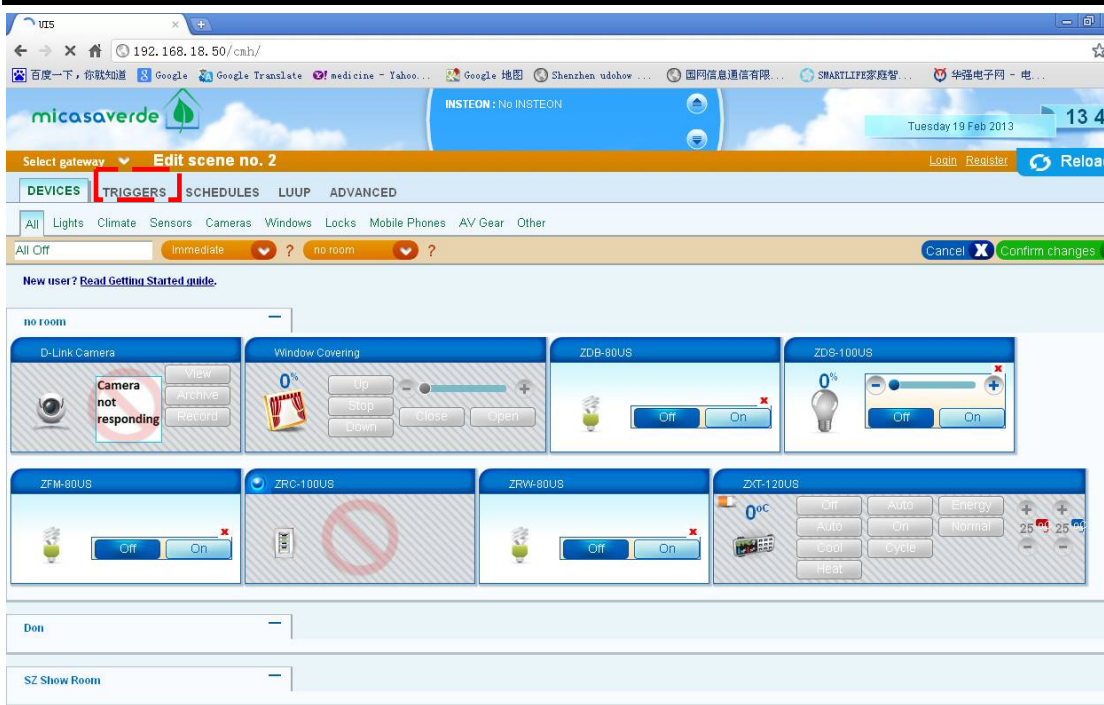 UI5
192.168.18.50/cmh/
百度一下，你就知道 Google Google Translate medicine - Yahoo... Google 地图 Shenzhen udohow ... 国网信息通信有限... SMARTLIFE家庭智... 华强电子网 - 电...
micasaverde
INSTEON : No INSTEON
Tuesday 19 Feb 2013
13 4
Select gateway Edit scene no. 2 Login Register Reloa
DEVICES TRIGGERS SCHEDULES LUUP ADVANCED
All Lights Climate Sensors Cameras Windows Locks Mobile Phones AV Gear Other
All Off Immediate ? no room ? Cancel X Confirm changes
New user? Read Getting Started guide.
no room
D-Link Camera Window Covering ZDB-80US ZDS-100US
Camera not responding
View
Archive
Record
0%
Up
Stop
Down
Close Open
Off On
0%
Off On
ZFM-80US ZRC-100US ZRW-80US ZXT-120US
Off On
Off On
0°C
Off Auto Energy
Auto On Normal
Cool Cycle
Heat
25 °C 25 °C
Don
SZ Show Room